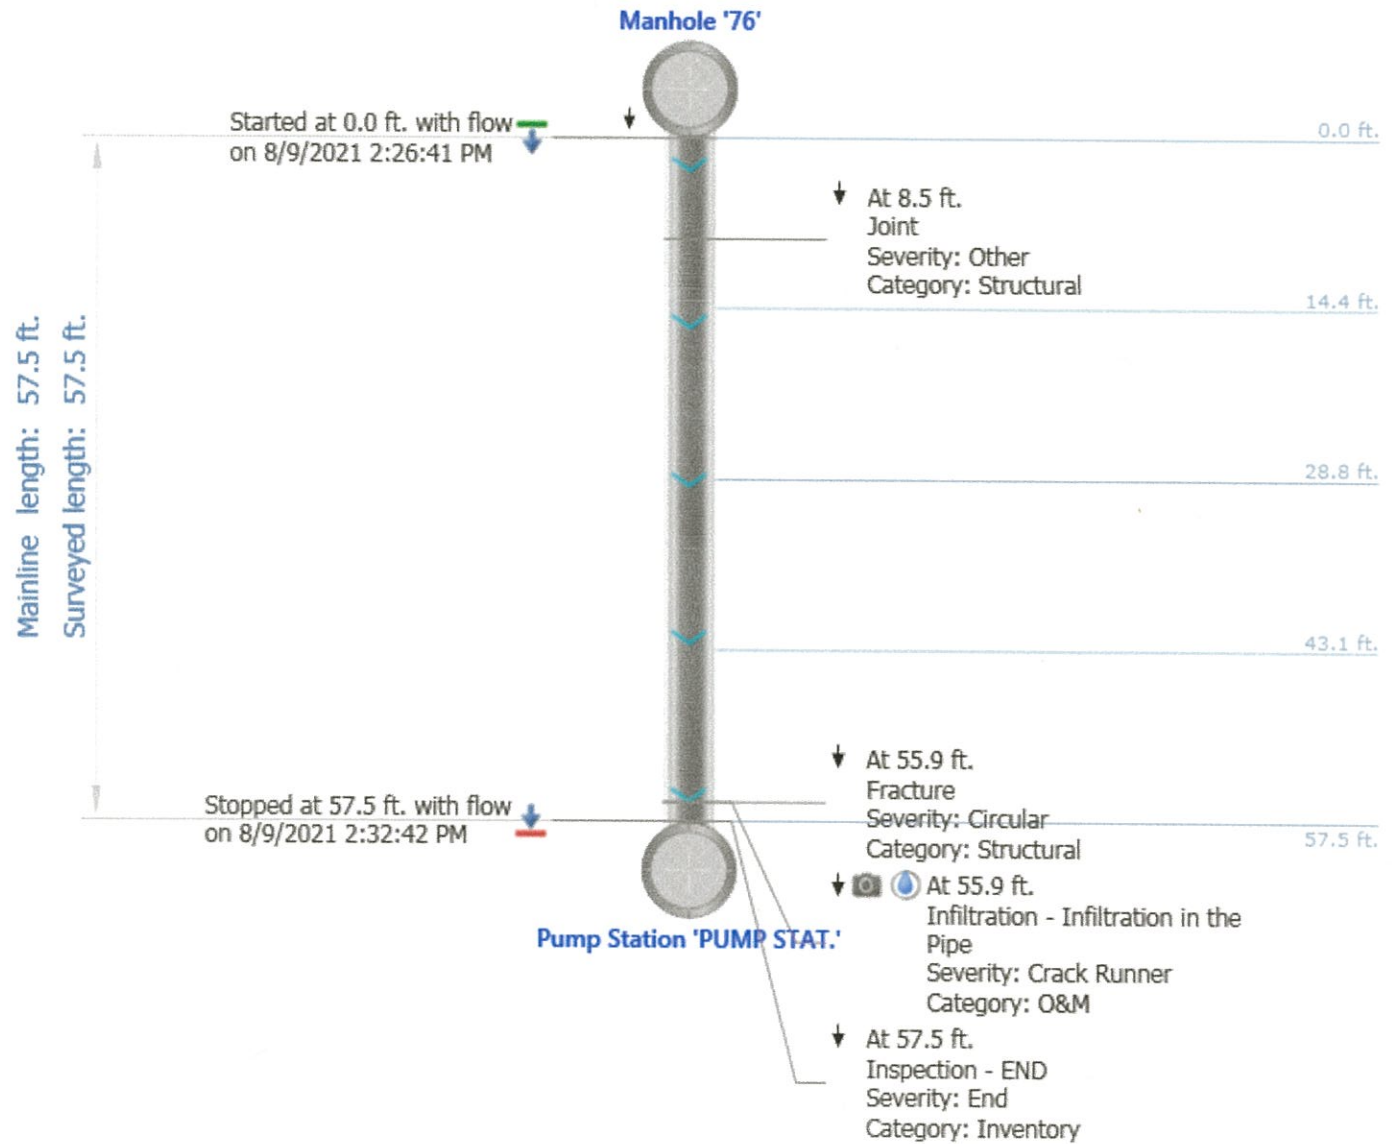 Manhole '76'
Started at 0.0 ft. with flow
on 8/9/2021 2:26:41 PM
0.0 ft.
At 8.5 ft.
Joint
Severity: Other
Category: Structural
14.4 ft.
Mainline length: 57.5 ft.
Surveyed length: 57.5 ft.
28.8 ft.
43.1 ft.
At 55.9 ft.
Fracture
Severity: Circular
Category: Structural
Stopped at 57.5 ft. with flow
on 8/9/2021 2:32:42 PM
57.5 ft.
At 55.9 ft.
Infiltration - Infiltration in the
Pipe
Severity: Crack Runner
Category: O&M
Pump Station 'PUMP STAT.'
At 57.5 ft.
Inspection - END
Severity: End
Category: Inventory